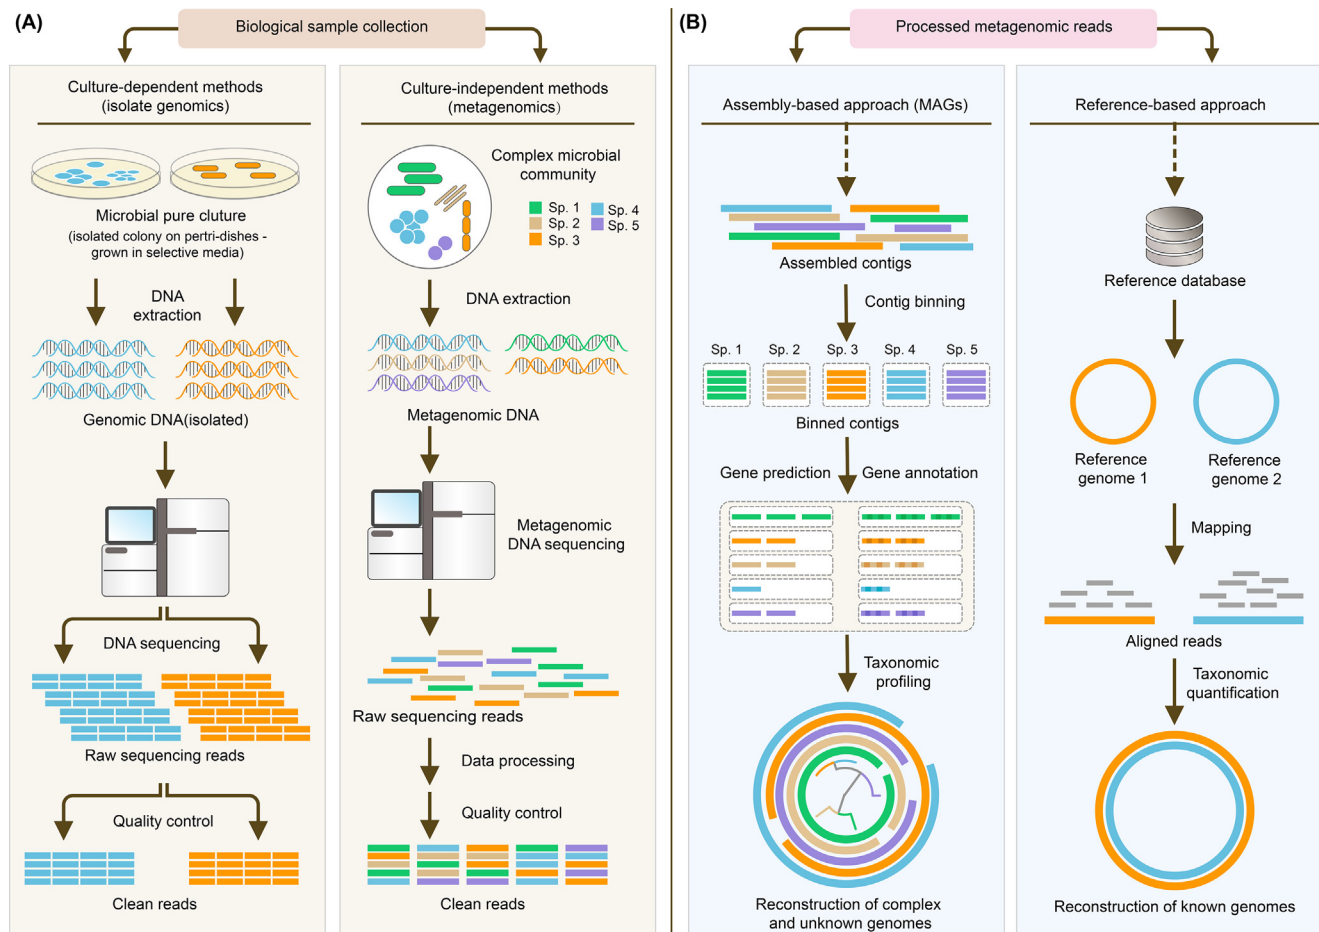 (A)
Biological sample collection
Culture-dependent methods
(isolate genomics)
Microbial pure cluture
(isolated colony on pertri-dishes -
grown in selective media)
DNA
extraction
Genomic DNA(isolated)
DNA sequencing
Raw sequencing reads
Quality control
Clean reads
Culture-independent methods
(metagenomics)
Complex microbial
community
Sp. 1
Sp. 2
Sp. 3
Sp. 4
Sp. 5
DNA extraction
Metagenomic DNA
Metagenomic
DNA sequencing
Raw sequencing reads
Data processing
Quality control
Clean reads
(B)
Processed metagenomic reads
Assembly-based approach (MAGs)
Assembled contigs
Contig binning
Sp. 1 Sp. 2 Sp. 3 Sp. 4 Sp. 5
Binned contigs
Gene prediction
Gene annotation
Taxonomic
profiling
Reconstruction of complex
and unknown genomes
Reference-based approach
Reference database
Reference
genome 1
Reference
genome 2
Mapping
Aligned reads
Taxonomic
quantification
Reconstruction of known genomes